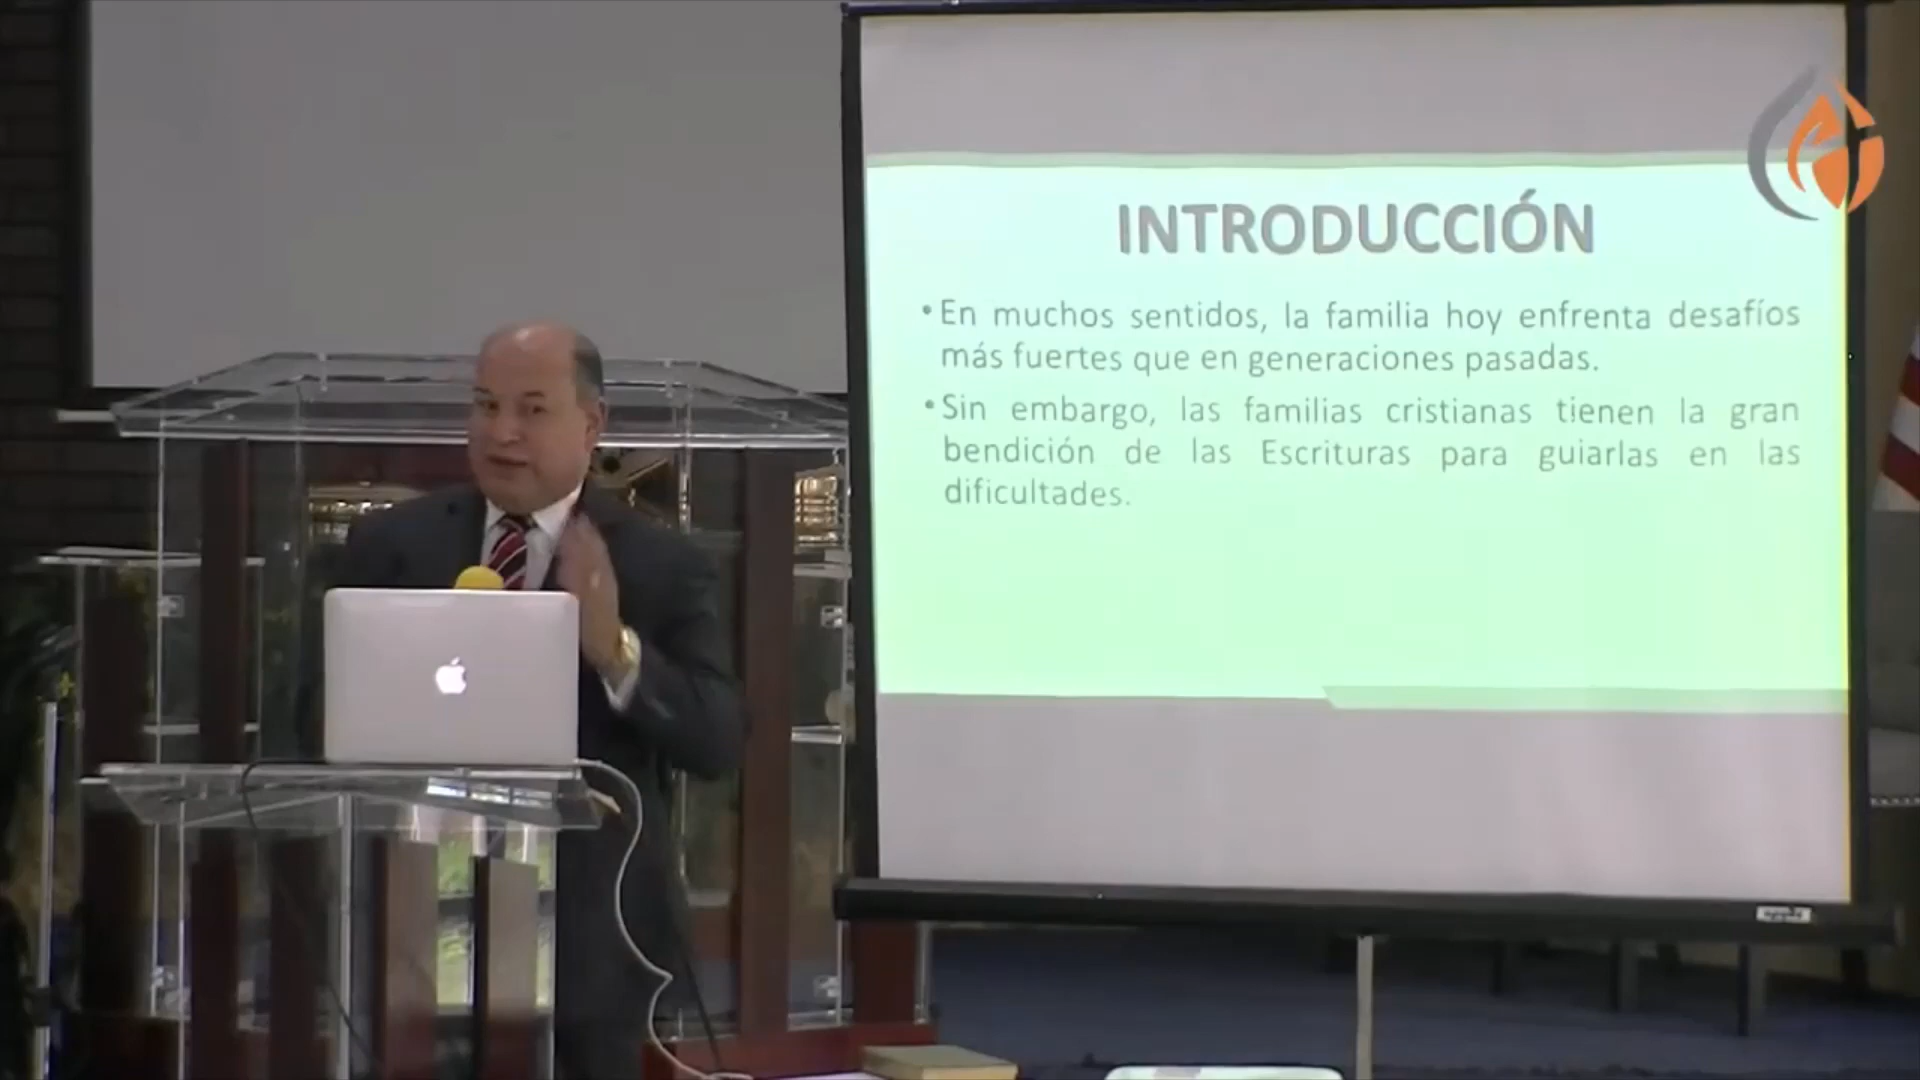 INTRODUCCIÓN
• En muchos sentidos, la familia hoy enfrenta desafíos
más fuertes que en generaciones pasadas.
• Sin embargo, las familias cristianas tienen la gran
bendición de las Escrituras para guiarlas en las
dificultades.